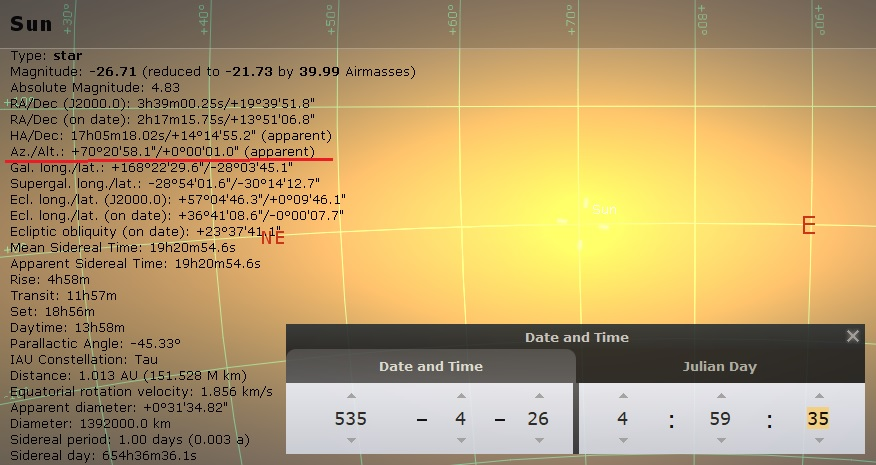 +30°
+40°
+50°
+60°
+70°
+80°
+90°
Sun
Type: star
Magnitude: -26.71 (reduced to -21.73 by 39.99 Airmasses)
Absolute Magnitude: 4.83
RA/Dec (J2000.0): 3h39m00.25s/+19°39'51.8"
RA/Dec (on date): 2h17m15.75s/+13°51'06.8"
HA/Dec: 17h05m18.02s/+14°14'55.2" (apparent)
Az./Alt.: +70°20'58.1"/+0°00'01.0" (apparent)
Gal. long./lat.: +168°22'29.6"/-28°03'45.1"
Supergal. long./lat.: -28°54'01.6"/-30°14'12.7"
Ecl. long./lat. (J2000.0): +57°04'46.3"/+0°09'46.1"
Ecl. long./lat. (on date): +36°41'08.6"/-0°00'07.7"
Sun
E
Ecliptic obliquity (on date): +23°37'41.1"
NE
Mean Sidereal Time: 19h20m54.6s
Apparent Sidereal Time: 19h20m54.6s
Rise: 4h58m
Transit: 11h57m
Set: 18h56m
Daytime: 13h58m
Parallactic Angle: -45.33°
IAU Constellation: Tau
Distance: 1.013 AU (151.528 M km)
Equatorial rotation velocity: 1.856 km/s
Apparent diameter: +0°31'34.82"
Diameter: 1392000.0 km
Sidereal period: 1.00 days (0.003 a)
Sidereal day: 654h36m36.1s
Date and Time
Date and Time Julian Day
535 - 4 - 26 4 : 59 : 35